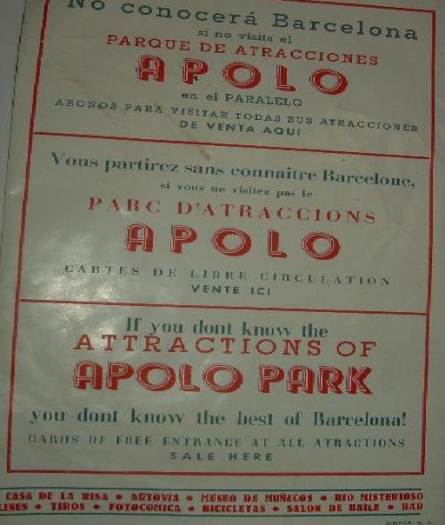 No conocerá Barcelona
si no visita el
PARQUE DE ATRACCIONES
APOLO
en el PARALELO
ABONOS PARA VISITAR TODAS SUS ATRACCIONES
DE VENTA AQUI
Vous partirez sans connaitre Barcelone,
si vous ne visitez pas le
PARC D'ATRACCIONS
APOLO
CARTES DE LIBRE CIRCULATION
VENTE ICI
If you dont know the
ATTRACTIONS OF
APOLO PARK
you dont know the best of Barcelona!
CARDS OF FREE ENTRANCE AT ALL ATRACTIONS
SALE HERE
CASA DE LA RISA • AUTOVIA • MUSEO DE MUÑECOS • RIO MISTERIOSO
LINES • TIROS • FOTOCOMICA • BICICLETAS • SALON DE BAILE • BAR